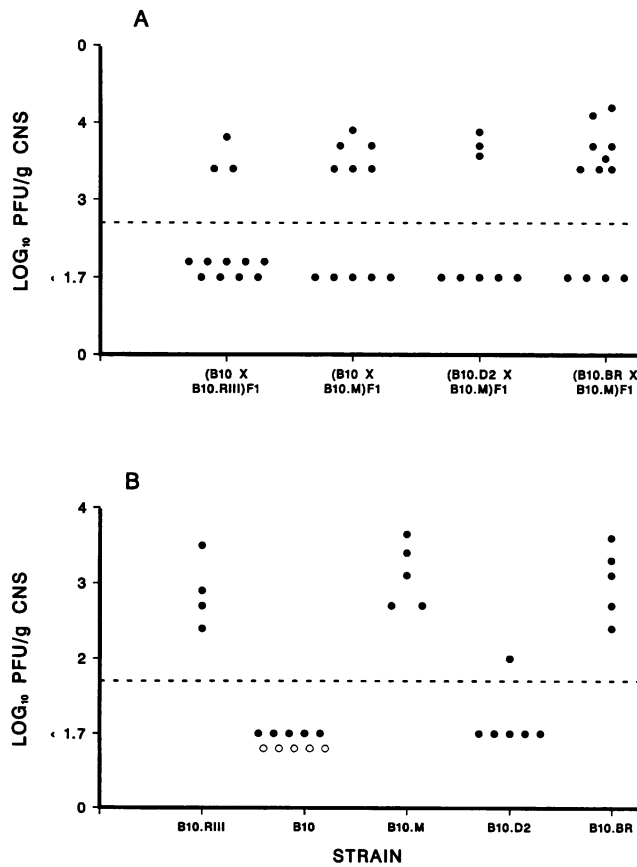 A
LOG₁₀ PFU/g CNS
0
4
3
< 1.7
0
(B10 X
B10.RIII)F1
(B10 X
B10.M)F1
(B10.D2 X
B10.M)F1
(B10.BR X
B10.M)F1
B
LOG₁₀ PFU/g CNS
4
3
2
< 1.7
0
B10.RIII
B10
B10.M
B10.D2
B10.BR
STRAIN